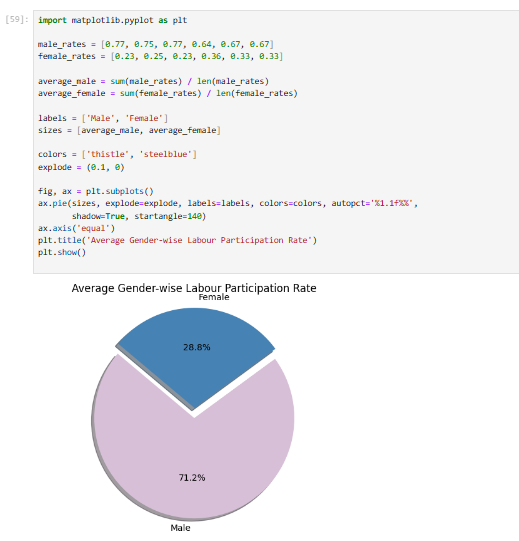 [59]: import matplotlib.pyplot as plt
male_rates = [0.77, 0.75, 0.77, 0.64, 0.67, 0.67]
female_rates = [0.23, 0.25, 0.23, 0.36, 0.33, 0.33]
average_male = sum(male_rates) / len(male_rates)
average_female = sum(female_rates) / len(female_rates)
labels = ['Male', 'Female']
sizes = [average_male, average_female]
colors = ['thistle', 'steelblue']
explode = (0.1, 0)
fig, ax = plt.subplots()
ax.pie(sizes, explode=explode, labels=labels, colors=colors, autopct='%1.1f%%',
shadow=True, startangle=140)
ax.axis('equal')
plt.title('Average Gender-wise Labour Participation Rate')
plt.show()
Average Gender-wise Labour Participation Rate
Female
28.8%
71.2%
Male